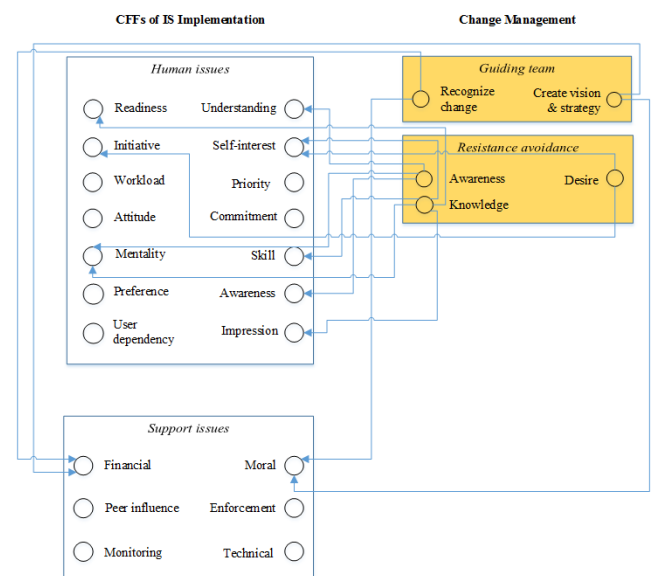 CFFs of IS Implementation
Change Management
Human issues
Readiness
Understanding
Initiative
Self-interest
Workload
Priority
Attitude
Commitment
Mentality
Skill
Preference
Awareness
User
dependency
Impression
Guiding team
Recognize
change
Create vision
& strategy
Resistance avoidance
Awareness
Desire
Knowledge
Support issues
Financial
Moral
Peer influence
Enforcement
Monitoring
Technical